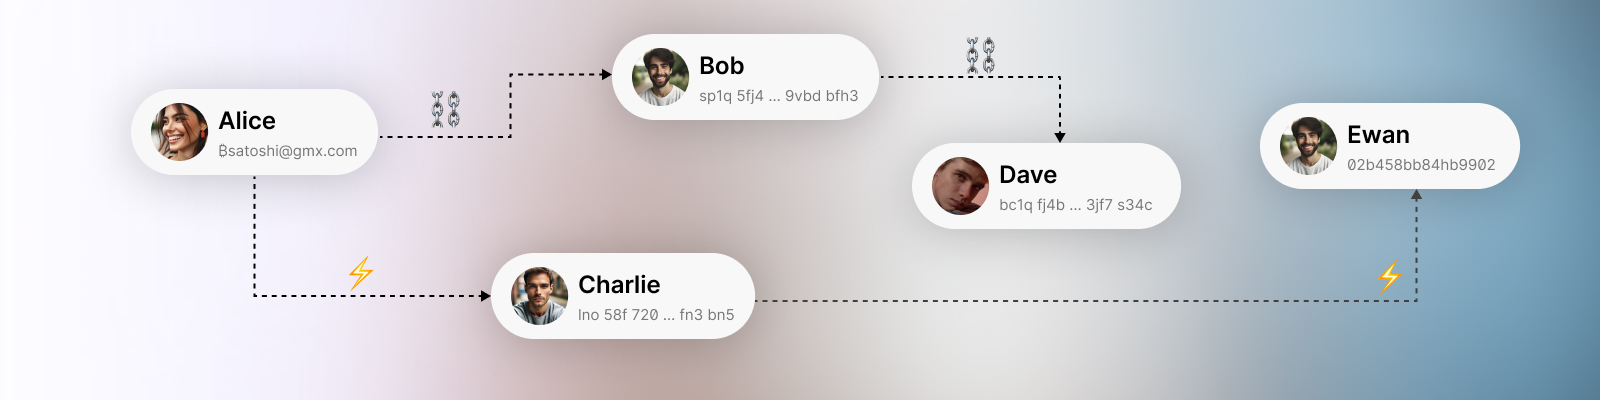 Alice
₿satoshi@gmx.com
Bob
sp1q 5fj4 ... 9vbd bfh3
Charlie
lno 58f 720 ... fn3 bn5
Dave
bc1q fj4b ... 3jf7 s34c
Ewan
02b458bb84hb9902